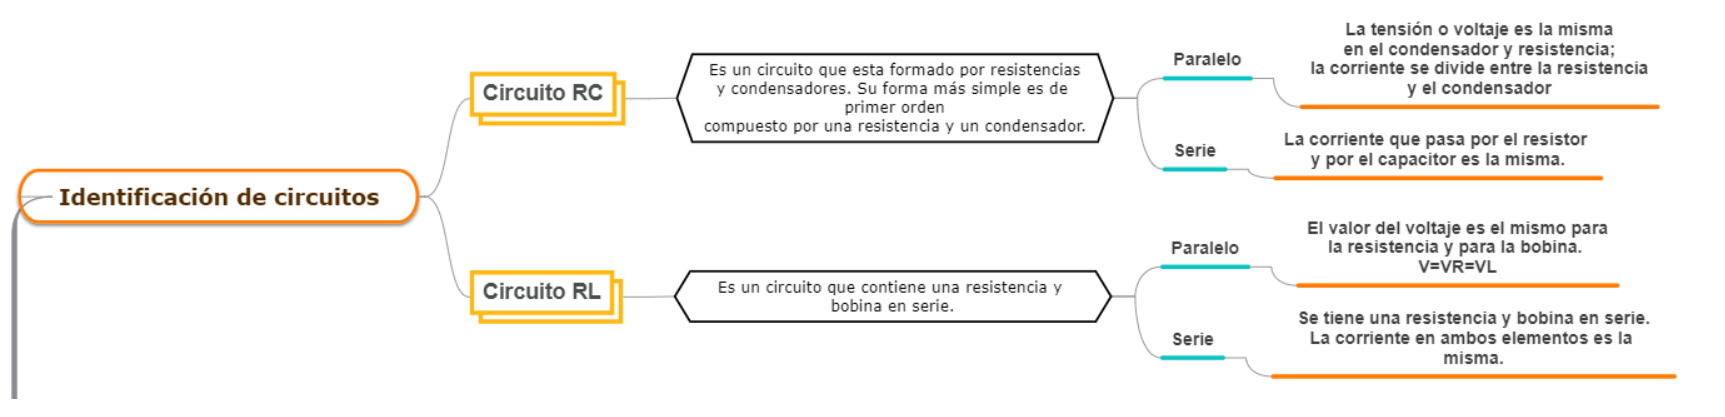 Identificación de circuitos
Circuito RC
Es un circuito que esta formado por resistencias
y condensadores. Su forma más simple es de
primer orden
compuesto por una resistencia y un condensador.
Paralelo
La tensión o voltaje es la misma
en el condensador y resistencia;
la corriente se divide entre la resistencia
y el condensador
Serie
La corriente que pasa por el resistor
y por el capacitor es la misma.
Circuito RL
Es un circuito que contiene una resistencia y
bobina en serie.
Paralelo
El valor del voltaje es el mismo para
la resistencia y para la bobina.
V=VR=VL
Serie
Se tiene una resistencia y bobina en serie.
La corriente en ambos elementos es la
misma.